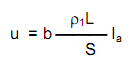 u = b ρ₁L / S Iₐ